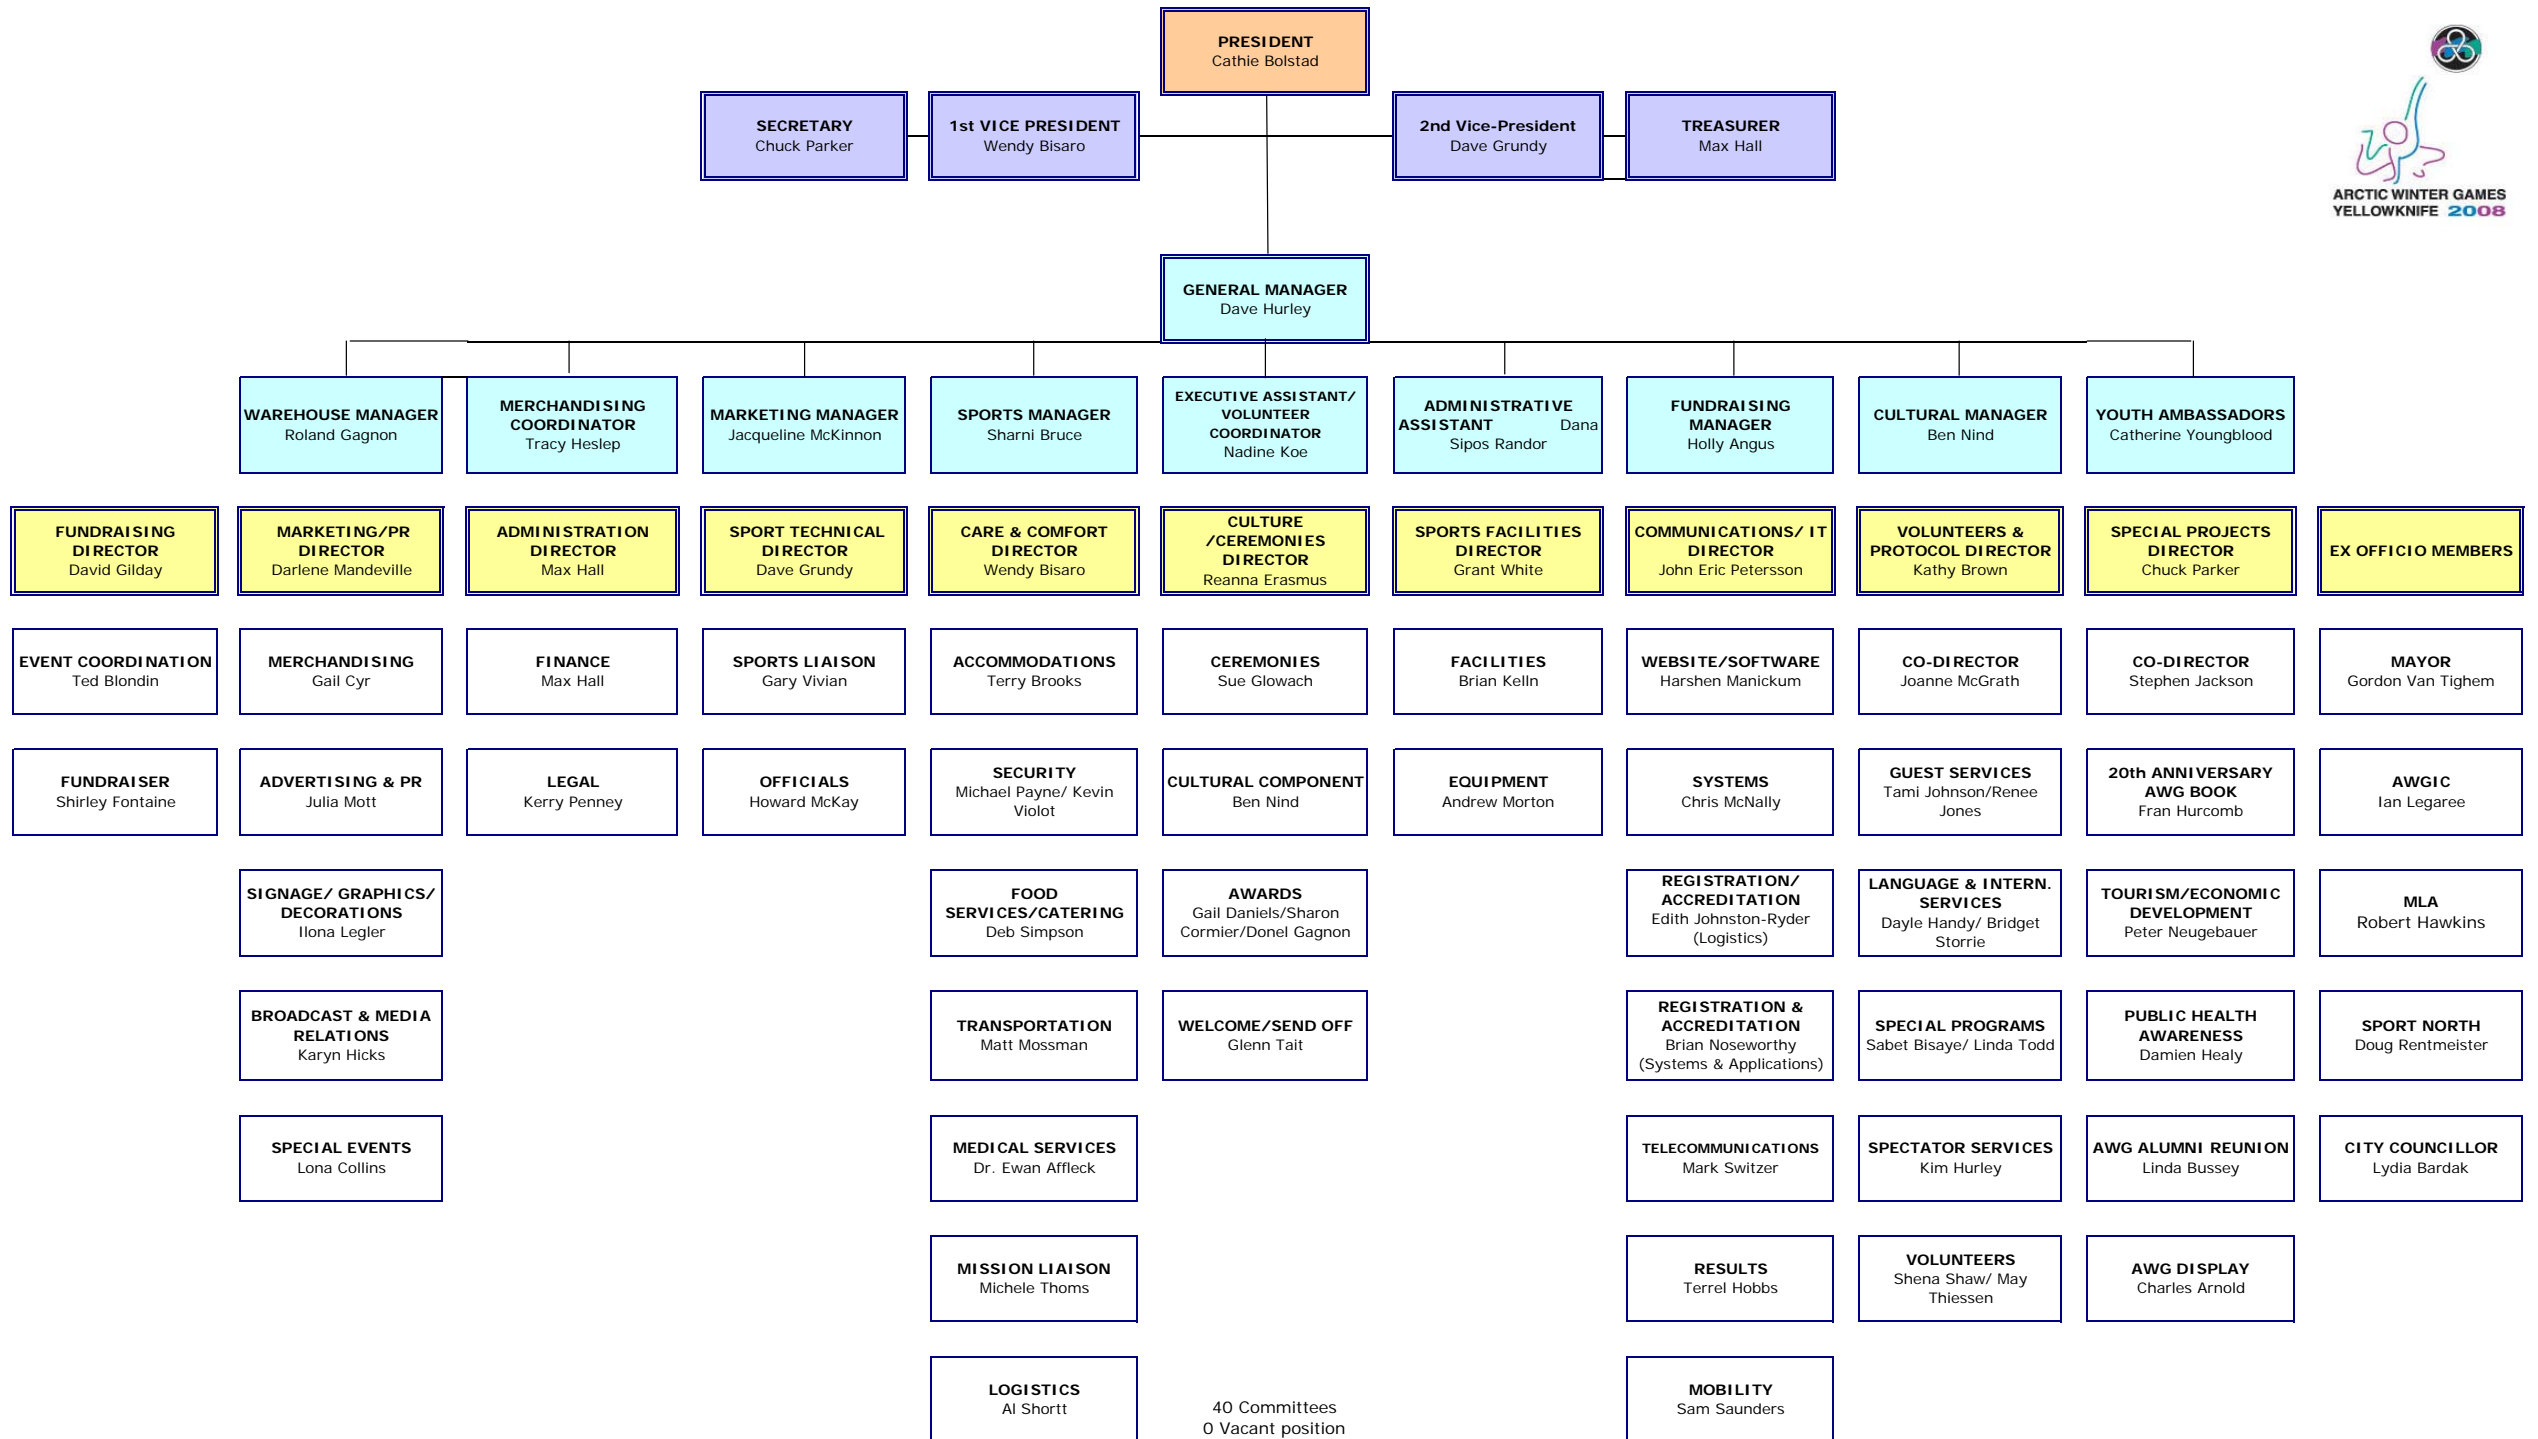 PRESIDENT
Cathie Bolstad
SECRETARY
Chuck Parker
1st VICE PRESIDENT
Wendy Bisaro
2nd Vice-President
Dave Grundy
TREASURER
Max Hall
ARCTIC WINTER GAMES
YELLOWKNIFE 2008
GENERAL MANAGER
Dave Hurley
WAREHOUSE MANAGER
Roland Gagnon
MERCHANDISING
COORDINATOR
Tracy Heslep
MARKETING MANAGER
Jacqueline McKinnon
SPORTS MANAGER
Sharni Bruce
EXECUTIVE ASSISTANT/
VOLUNTEER
COORDINATOR
Nadine Koe
ADMINISTRATIVE
ASSISTANT Dana
Sipos Randor
FUNDRAISING
MANAGER
Holly Angus
CULTURAL MANAGER
Ben Nind
YOUTH AMBASSADORS
Catherine Youngblood
FUNDRAISING
DIRECTOR
David Gilday
MARKETING/PR
DIRECTOR
Darlene Mandeville
ADMINISTRATION
DIRECTOR
Max Hall
SPORT TECHNICAL
DIRECTOR
Dave Grundy
CARE & COMFORT
DIRECTOR
Wendy Bisaro
CULTURE
/CEREMONIES
DIRECTOR
Reanna Erasmus
SPORTS FACILITIES
DIRECTOR
Grant White
COMMUNICATIONS/ IT
DIRECTOR
John Eric Petersson
VOLUNTEERS &
PROTOCOL DIRECTOR
Kathy Brown
SPECIAL PROJECTS
DIRECTOR
Chuck Parker
EX OFFICIO MEMBERS
EVENT COORDINATION
Ted Blondin
MERCHANDISING
Gail Cyr
FINANCE
Max Hall
SPORTS LIAISON
Gary Vivian
ACCOMMODATIONS
Terry Brooks
CEREMONIES
Sue Glowach
FACILITIES
Brian Kelln
WEBSITE/SOFTWARE
Harshen Manickum
CO-DIRECTOR
Joanne McGrath
CO-DIRECTOR
Stephen Jackson
MAYOR
Gordon Van Tighem
FUNDRAISER
Shirley Fontaine
ADVERTISING & PR
Julia Mott
LEGAL
Kerry Penney
OFFICIALS
Howard McKay
SECURITY
Michael Payne/ Kevin
Violot
CULTURAL COMPONENT
Ben Nind
EQUIPMENT
Andrew Morton
SYSTEMS
Chris McNally
GUEST SERVICES
Tami Johnson/Renee
Jones
20th ANNIVERSARY
AWG BOOK
Fran Hurcomb
AWGIC
Ian Legaree
SIGNAGE/ GRAPHICS/
DECORATIONS
Ilona Legler
FOOD
SERVICES/CATERING
Deb Simpson
AWARDS
Gail Daniels/Sharon
Cormier/Donel Gagnon
REGISTRATION/
ACCREDITATION
Edith Johnston-Ryder
(Logistics)
LANGUAGE & INTERN.
SERVICES
Dayle Handy/ Bridget
Storrie
TOURISM/ECONOMIC
DEVELOPMENT
Peter Neugebauer
MLA
Robert Hawkins
BROADCAST & MEDIA
RELATIONS
Karyn Hicks
TRANSPORTATION
Matt Mossman
WELCOME/SEND OFF
Glenn Tait
REGISTRATION &
ACCREDITATION
Brian Noseworthy
(Systems & Applications)
SPECIAL PROGRAMS
Sabet Bisaye/ Linda Todd
PUBLIC HEALTH
AWARENESS
Damien Healy
SPORT NORTH
Doug Rentmeister
SPECIAL EVENTS
Lona Collins
MEDICAL SERVICES
Dr. Ewan Affleck
TELECOMMUNICATIONS
Mark Switzer
SPECTATOR SERVICES
Kim Hurley
AWG ALUMNI REUNION
Linda Bussey
CITY COUNCILLOR
Lydia Bardak
MISSION LIAISON
Michele Thoms
RESULTS
Terrel Hobbs
VOLUNTEERS
Shena Shaw/ May
Thiessen
AWG DISPLAY
Charles Arnold
LOGISTICS
Al Shortt
40 Committees
0 Vacant position
MOBILITY
Sam Saunders